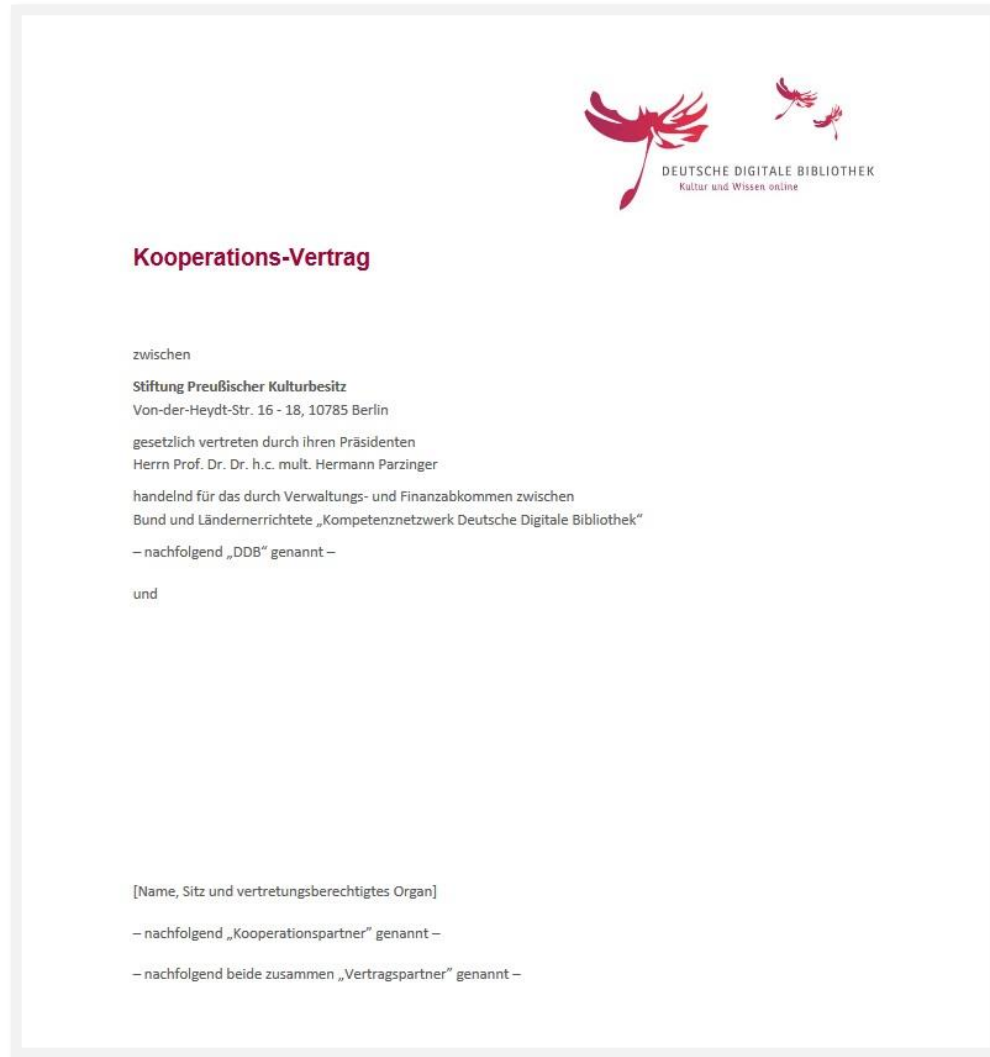 DEUTSCHE DIGITALE BIBLIOTHEK
Kultur und Wissen online
Kooperations-Vertrag
zwischen
Stiftung Preußischer Kulturbesitz
Von-der-Heydt-Str. 16 - 18, 10785 Berlin
gesetzlich vertreten durch ihren Präsidenten
Herrn Prof. Dr. Dr. h.c. mult. Hermann Parzinger
handelnd für das durch Verwaltungs- und Finanzabkommen zwischen
Bund und Ländernerrichtete „Kompetenznetzwerk Deutsche Digitale Bibliothek“
– nachfolgend „DDB“ genannt –
und
[Name, Sitz und vertretungsberechtigtes Organ]
– nachfolgend „Kooperationspartner“ genannt –
– nachfolgend beide zusammen „Vertragspartner“ genannt –